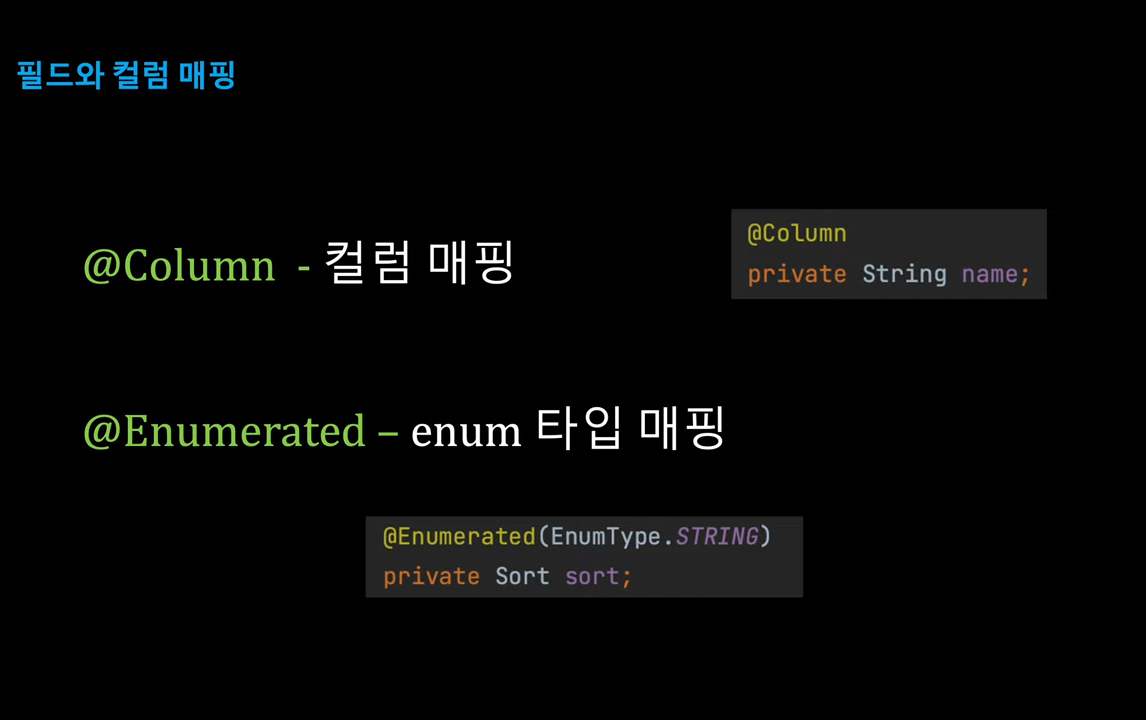 필드와 컬럼 매핑
@Column - 컬럼 매핑
@Column
private String name;
@Enumerated – enum 타입 매핑
@Enumerated(EnumType.STRING)
private Sort sort;